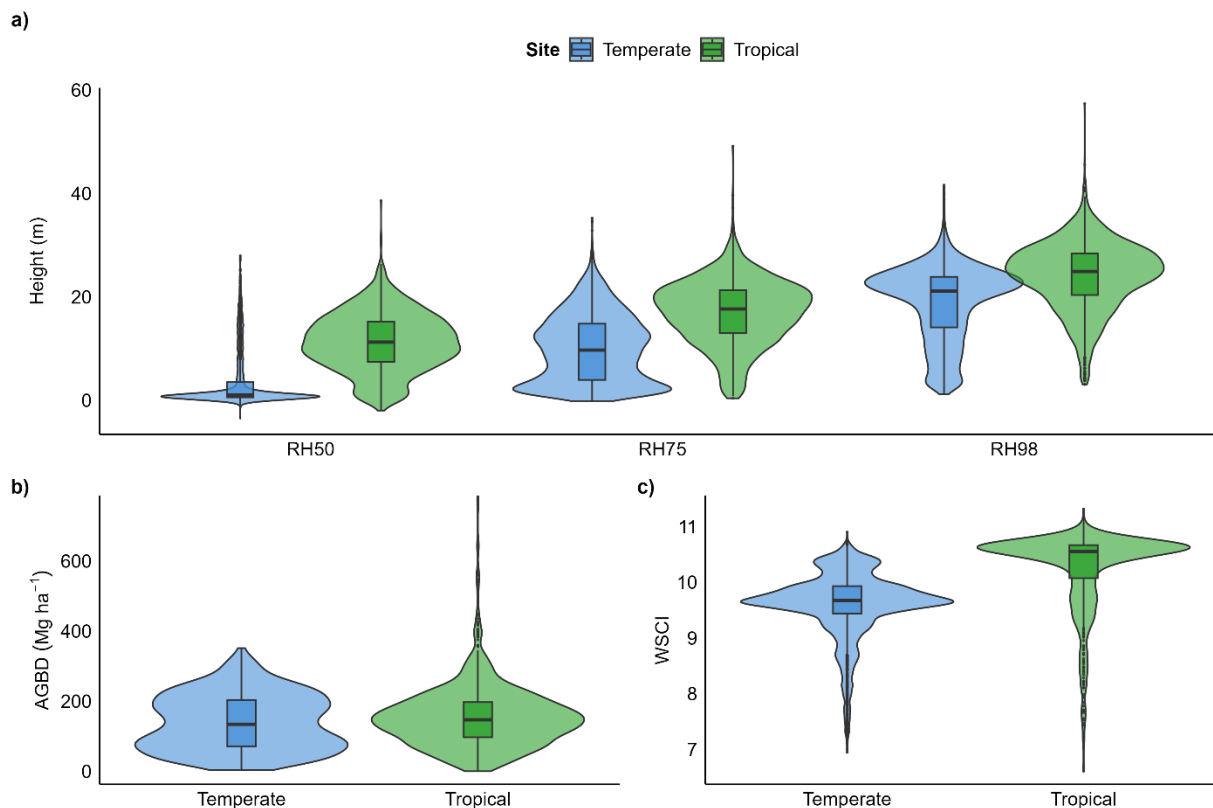 a)
Site Temperate Tropical
Height (m)
60
40
20
0
RH50 RH75 RH98
b)
AGBD (Mg ha⁻¹)
600
400
200
0
Temperate Tropical
c)
WSCI
11
10
9
8
7
Temperate Tropical